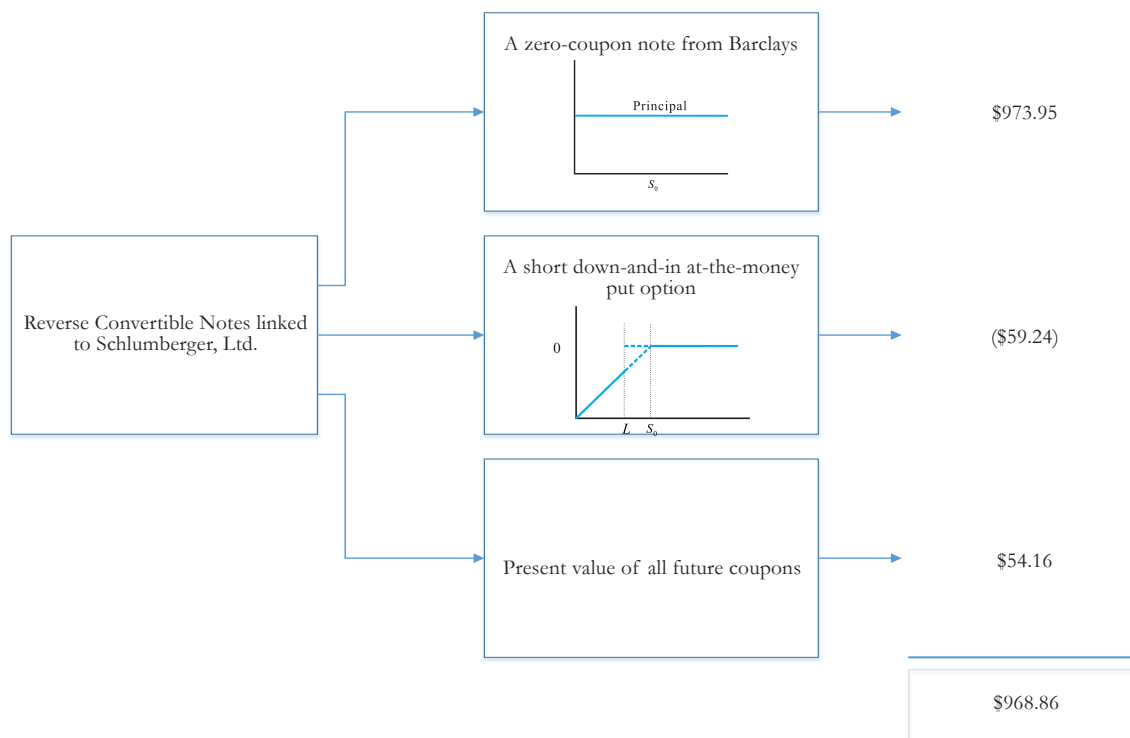 A zero-coupon note from Barclays
Principal
S₀
$973.95
Reverse Convertible Notes linked
to Schlumberger, Ltd.
A short down-and-in at-the-money
put option
0
L S₀
($59.24)
Present value of all future coupons
$54.16
$968.86